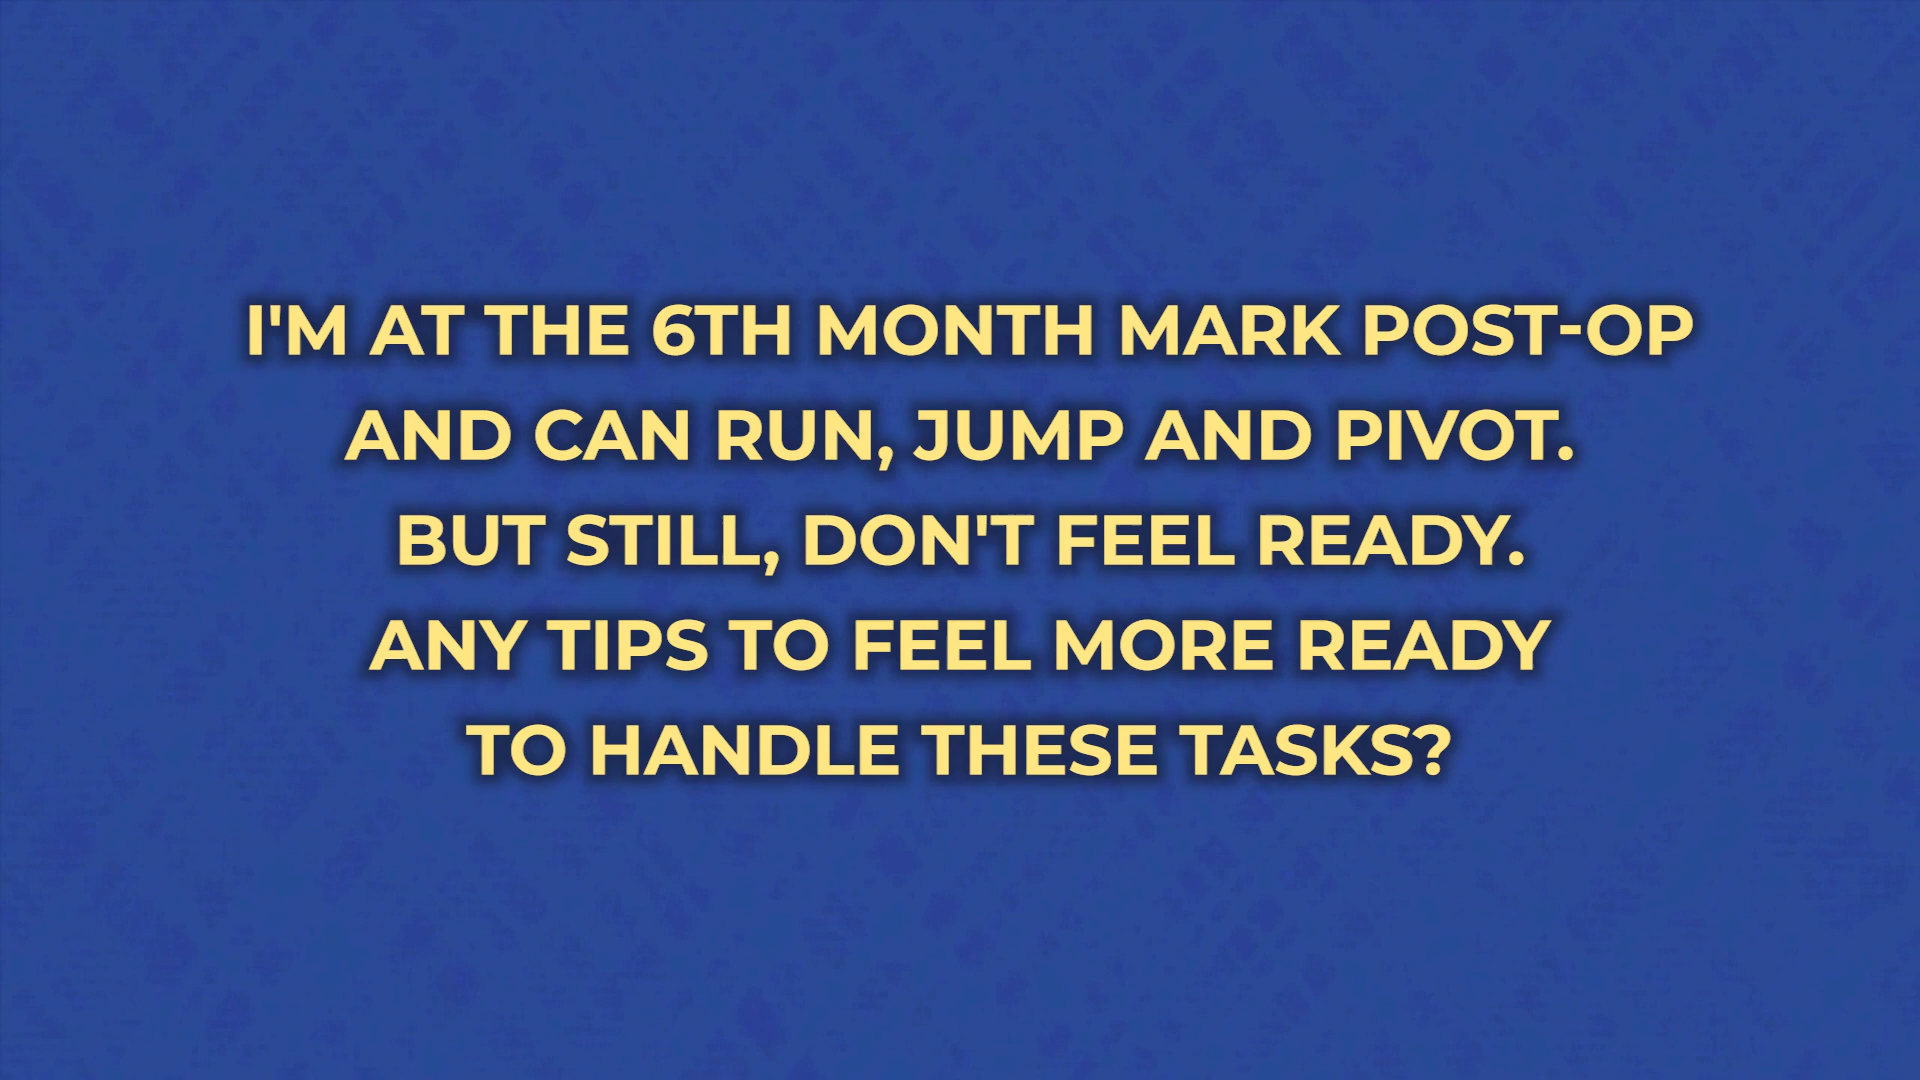 I'M AT THE 6TH MONTH MARK POST-OP
AND CAN RUN, JUMP AND PIVOT.
BUT STILL, DON'T FEEL READY.
ANY TIPS TO FEEL MORE READY
TO HANDLE THESE TASKS?